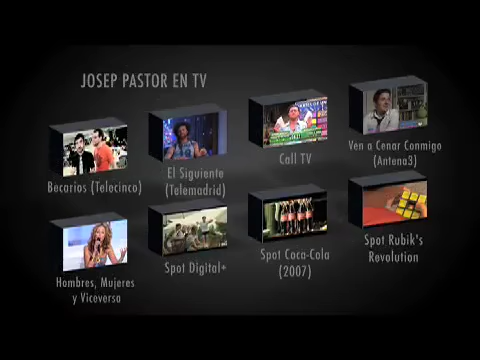 JOSEP PASTOR EN TV
Becarios (Telecinco)
El Siguiente
(Telemadrid)
Call TV
Ven a Cenar Conmigo
(Antena3)
Hombres, Mujeres
y Viceversa
Spot Digital+
Spot Coca-Cola
(2007)
Spot Rubik's
Revolution